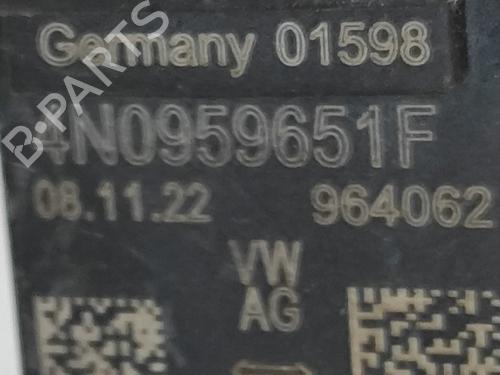 Germany 01598
4N0959651F
08.11.22 964062
VW
AG
B-PARTS